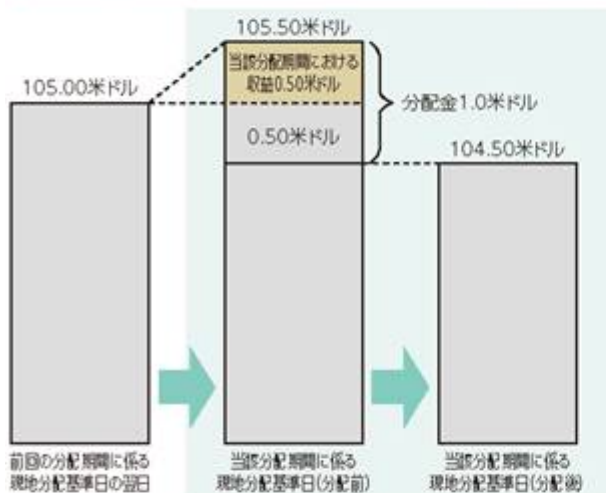 105.50米ドル
当該分配期間における
収益0.50米ドル
105.00米ドル
分配金1.0米ドル
0.50米ドル
104.50米ドル
前回の分配期間に係る
現地分配基準日の翌日
当該分配期間に係る
現地分配基準日(分配前)
当該分配期間に係る
現地分配基準日(分配後)